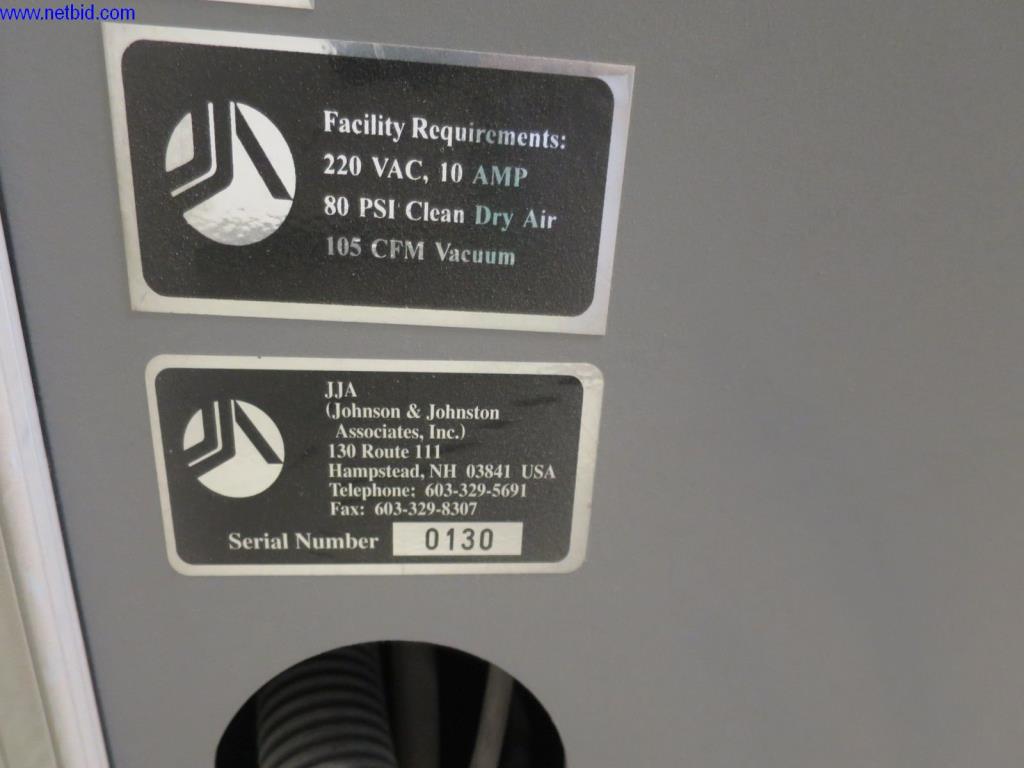 www.netbid.com
Facility Requirements:
220 VAC, 10 AMP
80 PSI Clean Dry Air
105 CFM Vacuum
JJA
(Johnson & Johnston
Associates, Inc.)
130 Route 111
Hampstead, NH 03841 USA
Telephone: 603-329-5691
Fax: 603-329-8307
Serial Number 0130